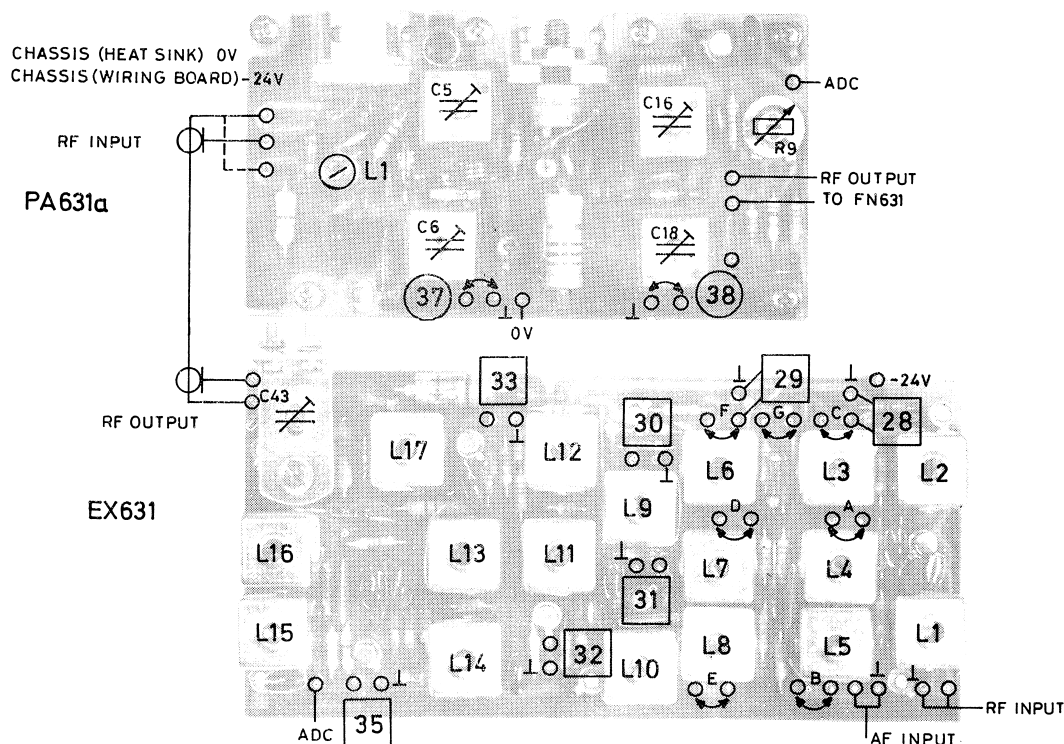 CHASSIS (HEAT SINK) 0V
CHASSIS (WIRING BOARD) -24V
C5
C16
ADC
R9
RF INPUT
L1
PA631a
RF OUTPUT
TO FN631
C6
C18
37
38
0V
33
29
-24V
C43
30
F
G
C
28
RF OUTPUT
L17
L12
L6
L3
L2
L9
EX631
D
A
L16
L13
L11
L7
L4
31
L15
L1
L14
32
L8
L5
L10
E
B
RF INPUT
ADC
35
AF INPUT.